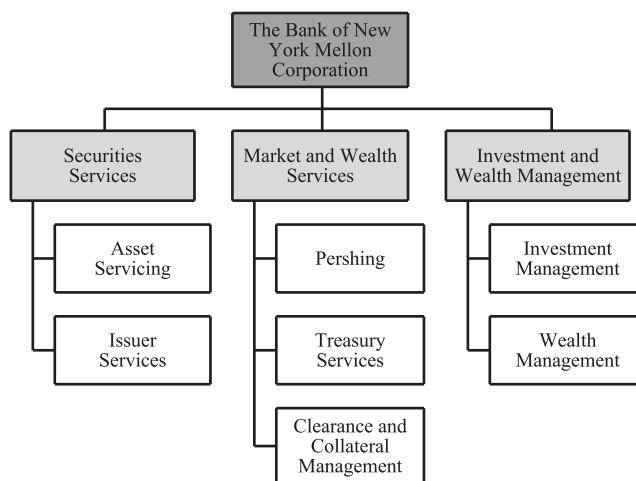 The Bank of New
York Mellon
Corporation
Securities
Services
Market and Wealth
Services
Investment and
Wealth Management
Asset
Servicing
Pershing
Investment
Management
Issuer
Services
Treasury
Services
Wealth
Management
Clearance and
Collateral
Management